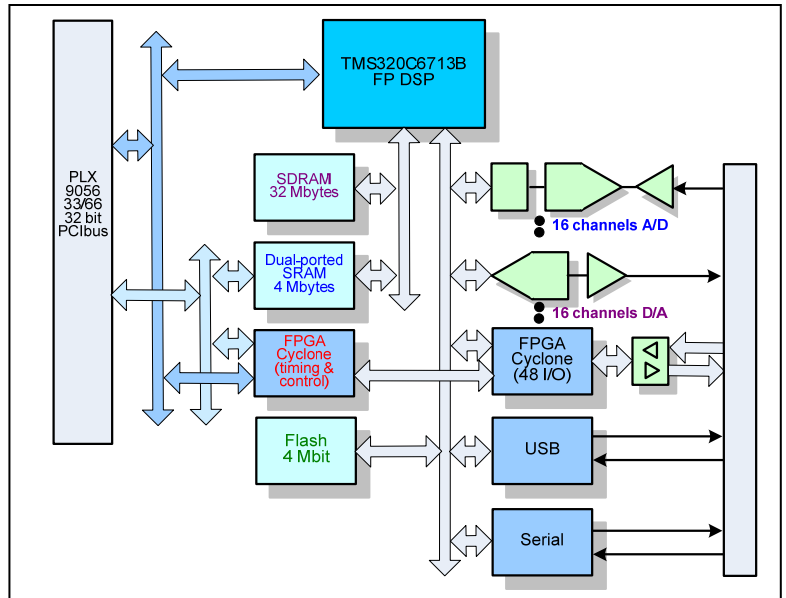 TMS320C6713B
FP DSP
PLX
9056
33/66
32 bit
PCIbus
SDRAM
32 Mbytes
16 channels A/D
Dual-ported
SRAM
4 Mbytes
16 channels D/A
FPGA
Cyclone
(timing &
control)
FPGA
Cyclone
(48 I/O)
Flash
4 Mbit
USB
Serial